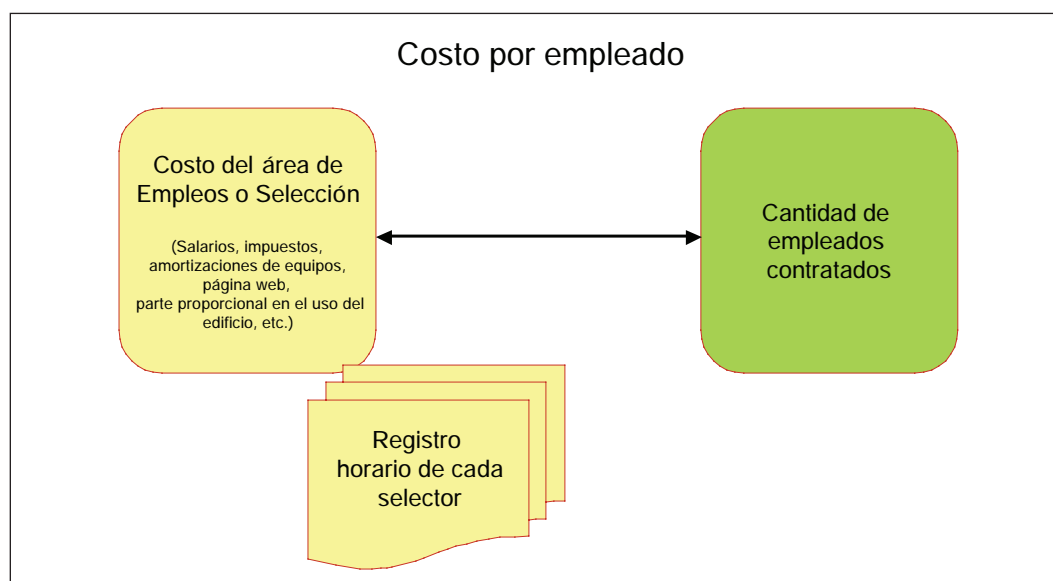 Costo por empleado
Costo del área de
Empleos o Selección
(Salarios, impuestos,
amortizaciones de equipos,
página web,
parte proporcional en el uso del
edificio, etc.)
Cantidad de
empleados
contratados
Registro
horario de cada
selector